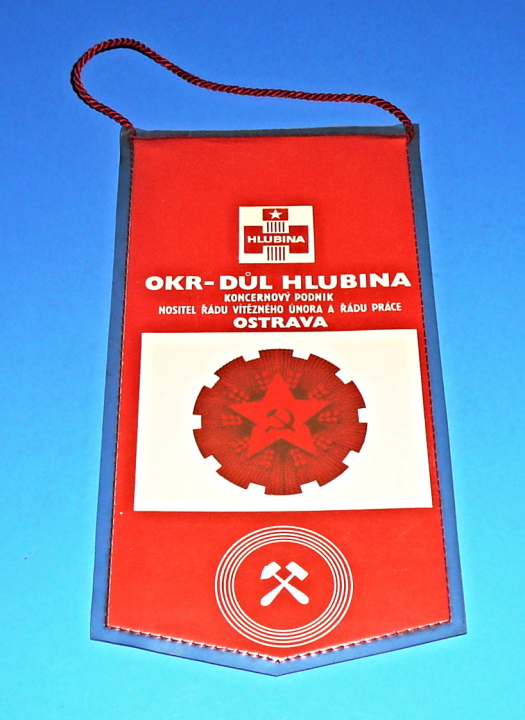 HLUBINA
OKR-DŮL HLUBINA
KONCERNOVÝ PODNIK
NOSITEL ŘÁDU VÍTĚZNÉHO ÚNORA A ŘÁDU PRÁCE
OSTRAVA